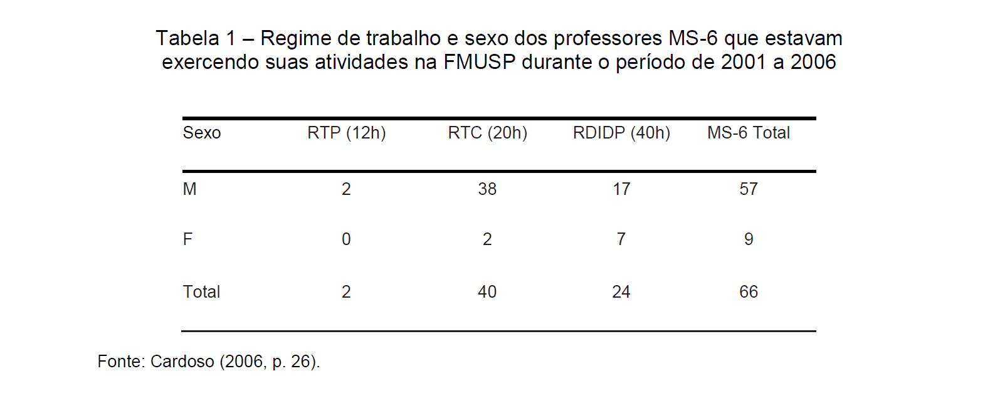 Tabela 1 – Regime de trabalho e sexo dos professores MS-6 que estavam
exercendo suas atividades na FMUSP durante o período de 2001 a 2006
Sexo RTP (12h) RTC (20h) RDIDP (40h) MS-6 Total
M 2 38 17 57
F 0 2 7 9
Total 2 40 24 66
Fonte: Cardoso (2006, p. 26).